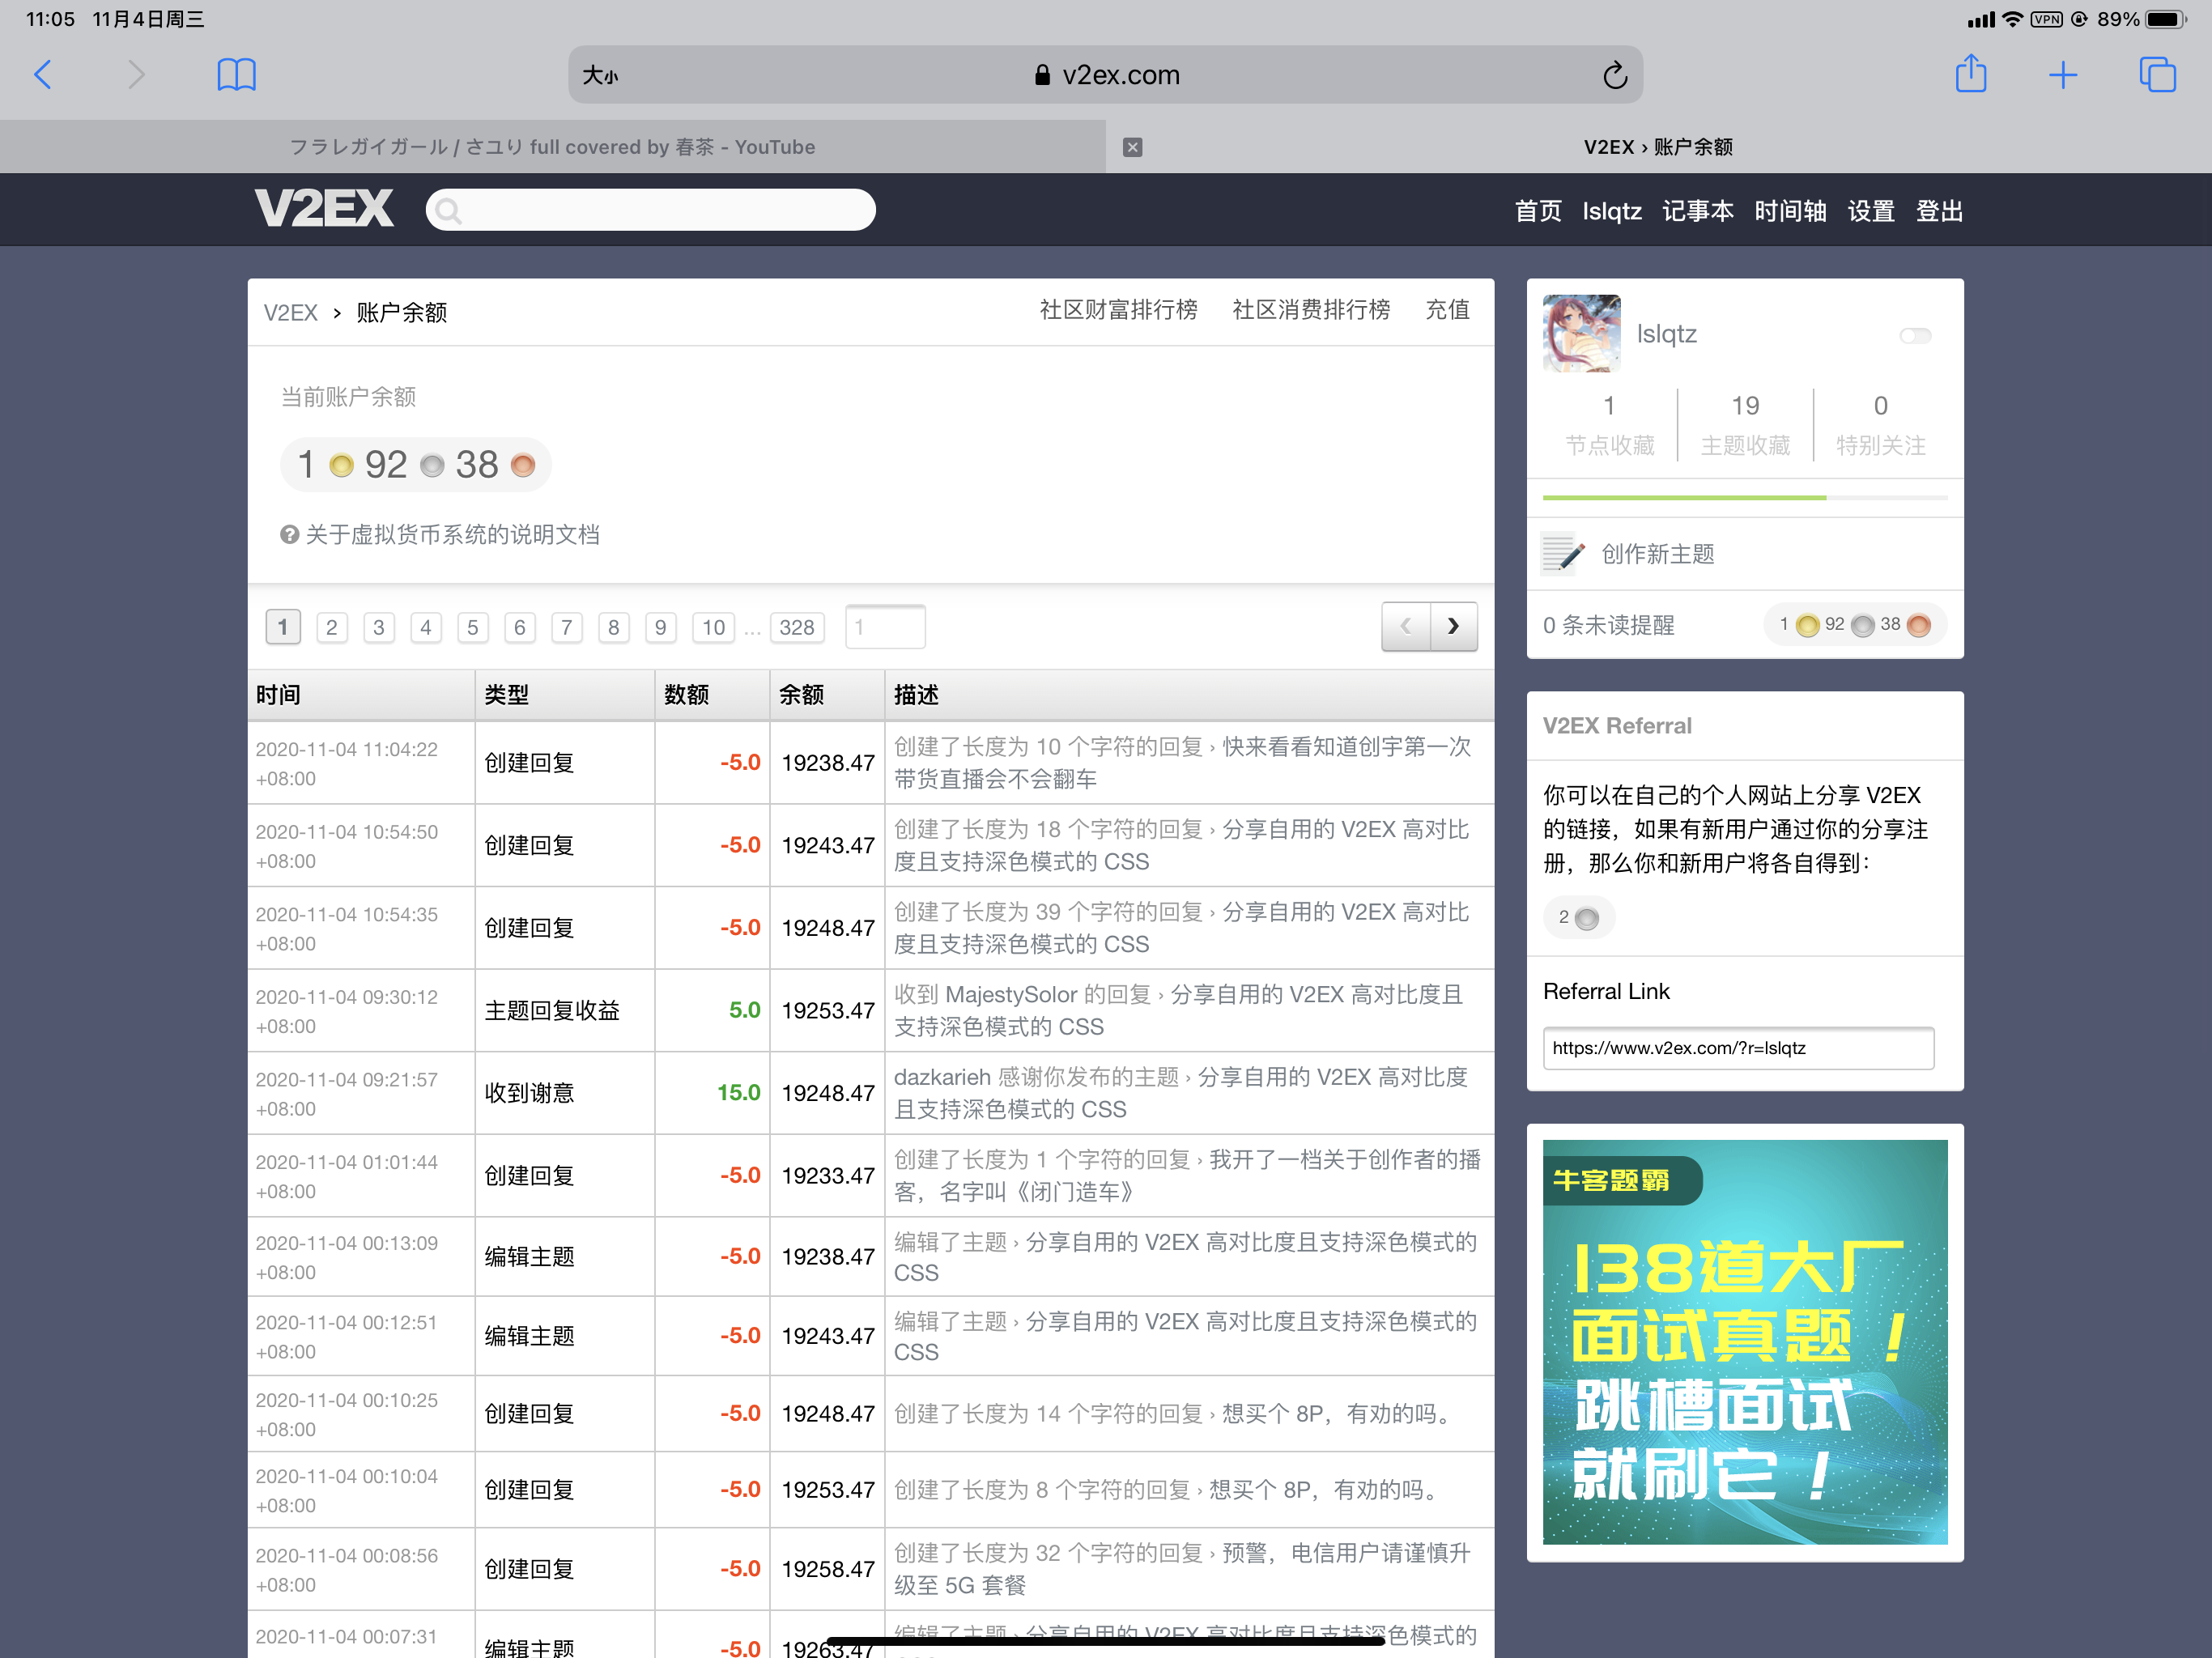 11:05 11月4日周三
VPN 89%
大小 v2ex.com
フラレガイガール / さユり full covered by 春茶 - YouTube
V2EX › 账户余额
V2EX
首页 lslqtz 记事本 时间轴 设置 登出
V2EX › 账户余额
社区财富排行榜 社区消费排行榜 充值
当前账户余额
1 92 38
关于虚拟货币系统的说明文档
1 2 3 4 5 6 7 8 9 10 ... 328 1
时间 类型 数额 余额 描述
2020-11-04 11:04:22 +08:00 创建回复 -5.0 19238.47 创建了长度为 10 个字符的回复 › 快来看看知道创宇第一次
带货直播会不会翻车
2020-11-04 10:54:50 +08:00 创建回复 -5.0 19243.47 创建了长度为 18 个字符的回复 › 分享自用的 V2EX 高对比
度且支持深色模式的 CSS
2020-11-04 10:54:35 +08:00 创建回复 -5.0 19248.47 创建了长度为 39 个字符的回复 › 分享自用的 V2EX 高对比
度且支持深色模式的 CSS
2020-11-04 09:30:12 +08:00 主题回复收益 5.0 19253.47 收到 MajestySolor 的回复 › 分享自用的 V2EX 高对比度且
支持深色模式的 CSS
2020-11-04 09:21:57 +08:00 收到谢意 15.0 19248.47 dazkarieh 感谢你发布的主题 › 分享自用的 V2EX 高对比度
且支持深色模式的 CSS
2020-11-04 01:01:44 +08:00 创建回复 -5.0 19233.47 创建了长度为 1 个字符的回复 › 我开了一档关于创作者的播
客，名字叫《闭门造车》
2020-11-04 00:13:09 +08:00 编辑主题 -5.0 19238.47 编辑了主题 › 分享自用的 V2EX 高对比度且支持深色模式的
CSS
2020-11-04 00:12:51 +08:00 编辑主题 -5.0 19243.47 编辑了主题 › 分享自用的 V2EX 高对比度且支持深色模式的
CSS
2020-11-04 00:10:25 +08:00 创建回复 -5.0 19248.47 创建了长度为 14 个字符的回复 › 想买个 8P，有劝的吗。
2020-11-04 00:10:04 +08:00 创建回复 -5.0 19253.47 创建了长度为 8 个字符的回复 › 想买个 8P，有劝的吗。
2020-11-04 00:08:56 +08:00 创建回复 -5.0 19258.47 创建了长度为 32 个字符的回复 › 预警，电信用户请谨慎升
级至 5G 套餐
2020-11-04 00:07:31 编辑主题 -5.0 19263.47 编辑了主题 › 分享自用的 V2EX 高对比度且支持深色模式的
lslqtz
1 19 0
节点收藏 主题收藏 特别关注
创作新主题
0 条未读提醒 1 92 38
V2EX Referral
你可以在自己的个人网站上分享 V2EX
的链接，如果有新用户通过你的分享注
册，那么你和新用户将各自得到：
2
Referral Link
https://www.v2ex.com/?r=lslqtz
牛客题霸
138道大厂
面试真题！
跳槽面试
就刷它！